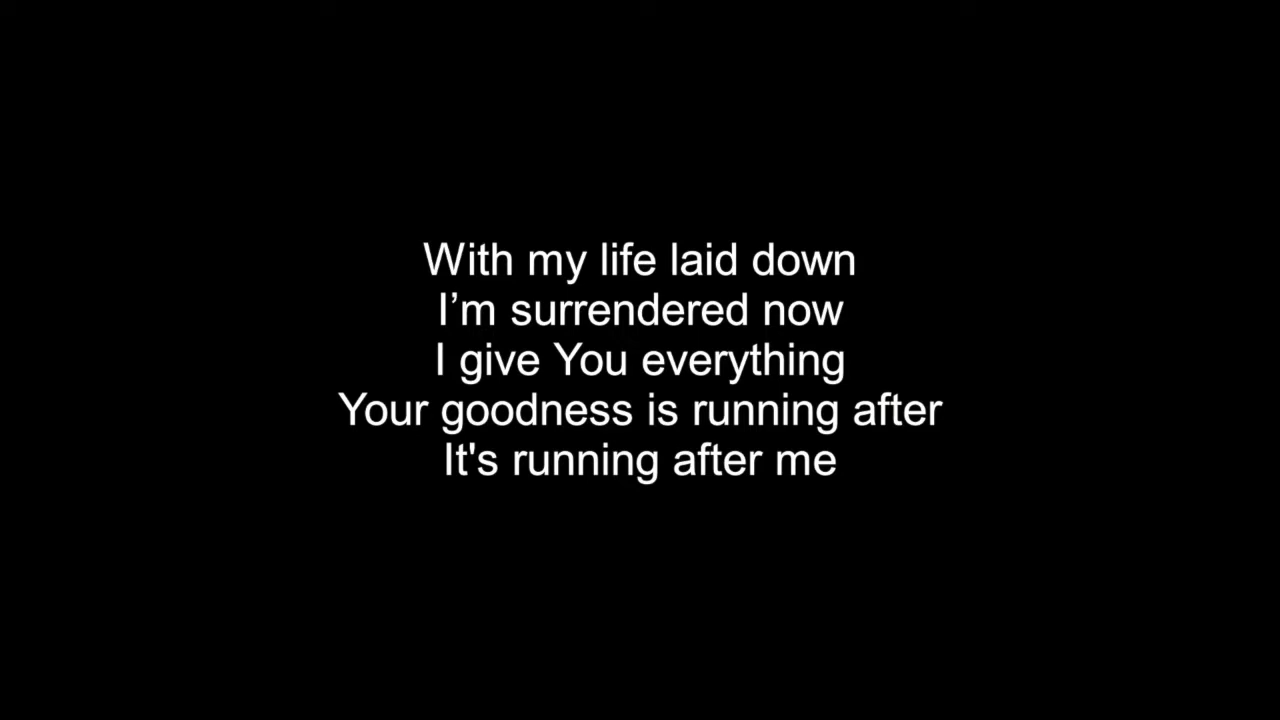 With my life laid down
I’m surrendered now
I give You everything
Your goodness is running after
It's running after me